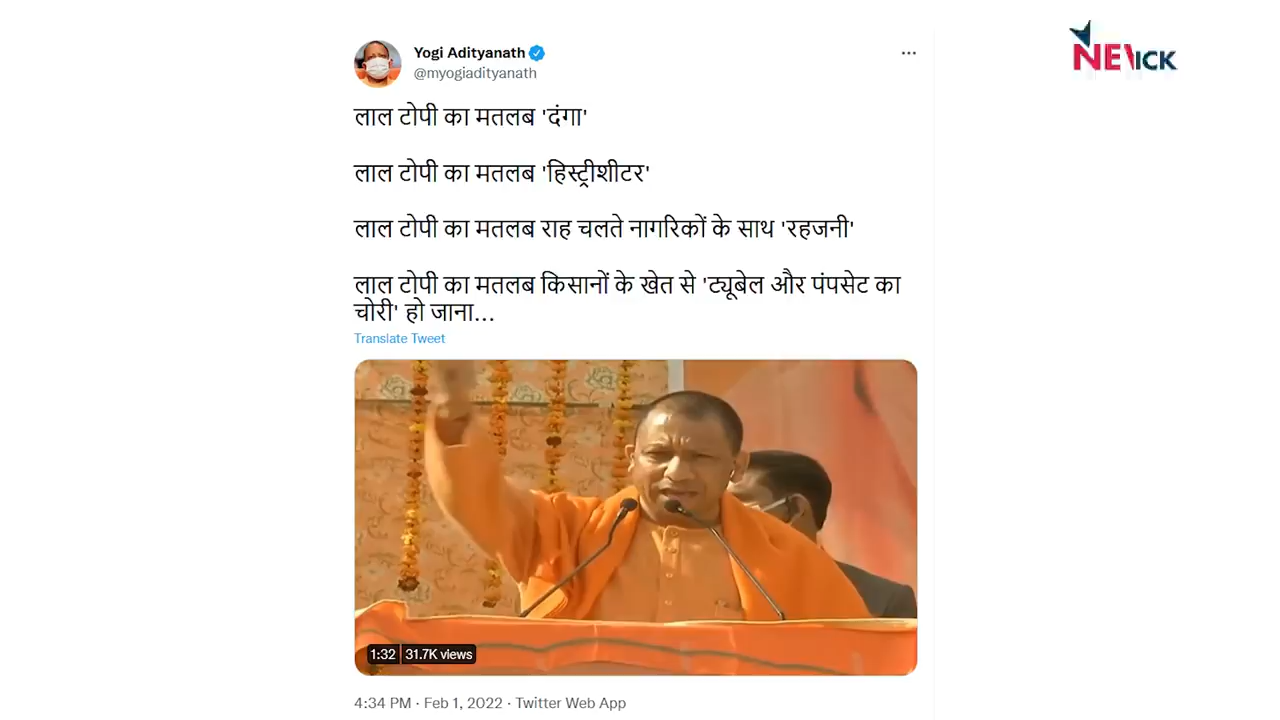 Yogi Adityanath
@myogiadityanath
लाल टोपी का मतलब 'दंगा'
लाल टोपी का मतलब 'हिस्ट्रीशीटर'
लाल टोपी का मतलब राह चलते नागरिकों के साथ 'रहजनी'
लाल टोपी का मतलब किसानों के खेत से 'ट्यूबेल और पंपसेट का
चोरी' हो जाना...
Translate Tweet
1:32 31.7K views
4:34 PM · Feb 1, 2022 · Twitter Web App